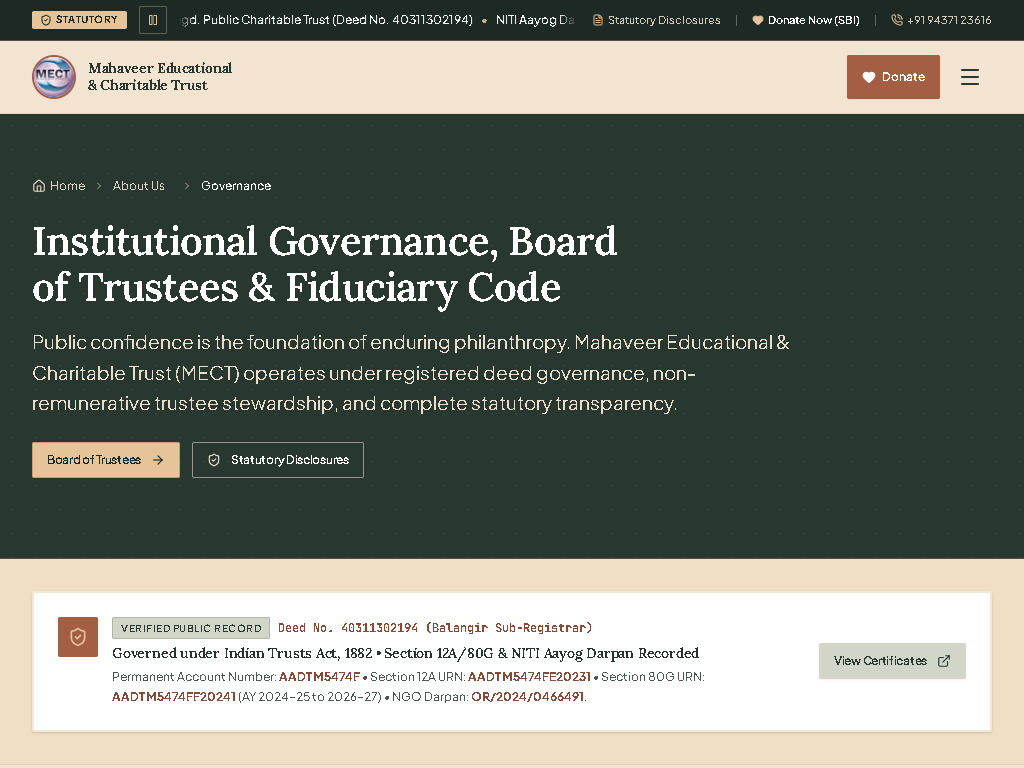 STATUTORY
gd. Public Charitable Trust (Deed No. 40311302194) • NITI Aayog Da
Statutory Disclosures
Donate Now (SBI)
+91 94371 23616
MECT
Mahaveer Educational
& Charitable Trust
Donate
Home > About Us > Governance
Institutional Governance, Board
of Trustees & Fiduciary Code
Public confidence is the foundation of enduring philanthropy. Mahaveer Educational &
Charitable Trust (MECT) operates under registered deed governance, non-
remunerative trustee stewardship, and complete statutory transparency.
Board of Trustees
Statutory Disclosures
VERIFIED PUBLIC RECORD
Deed No. 40311302194 (Balangir Sub-Registrar)
Governed under Indian Trusts Act, 1882 • Section 12A/80G & NITI Aayog Darpan Recorded
Permanent Account Number: AADTM5474F • Section 12A URN: AADTM5474FE20231 • Section 80G URN:
AADTM5474FF20241 (AY 2024-25 to 2026-27) • NGO Darpan: OR/2024/0466491.
View Certificates